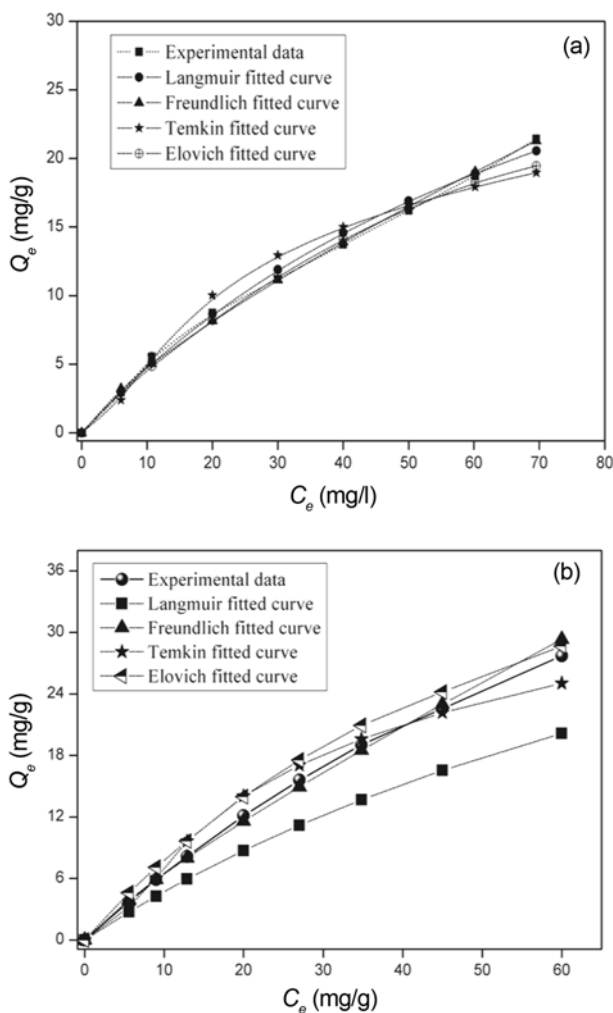 30
25
20
15
10
5
0
Qe (mg/g)
(a)
Experimental data
Langmuir fitted curve
Freundlich fitted curve
Temkin fitted curve
Elovich fitted curve
0 10 20 30 40 50 60 70 80
Ce (mg/l)
36
30
24
18
12
6
0
Qe (mg/g)
(b)
Experimental data
Langmuir fitted curve
Freundlich fitted curve
Temkin fitted curve
Elovich fitted curve
0 10 20 30 40 50 60
Ce (mg/g)